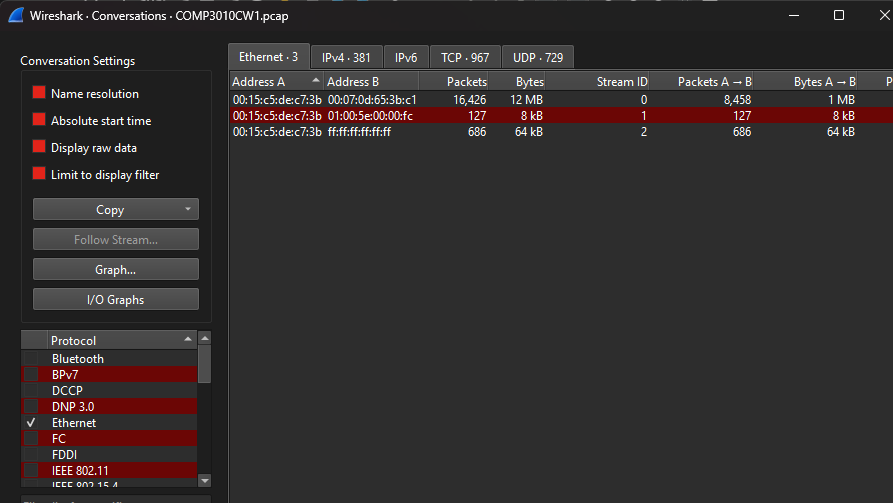 Wireshark · Conversations · COMP3010CW1.pcap
Conversation Settings
Name resolution
Absolute start time
Display raw data
Limit to display filter
Copy
Follow Stream...
Graph...
I/O Graphs
Protocol
Bluetooth
BPv7
DCCP
DNP 3.0
Ethernet
FC
FDDI
IEEE 802.11
IEEE 802.15.4
Ethernet · 3 IPv4 · 381 IPv6 TCP · 967 UDP · 729
Address A Address B Packets Bytes Stream ID Packets A → B Bytes A → B P
00:15:c5:de:c7:3b 00:07:0d:65:3b:c1 16,426 12 MB 0 8,458 1 MB
00:15:c5:de:c7:3b 01:00:5e:00:00:fc 127 8 kB 1 127 8 kB
00:15:c5:de:c7:3b ff:ff:ff:ff:ff:ff 686 64 kB 2 686 64 kB